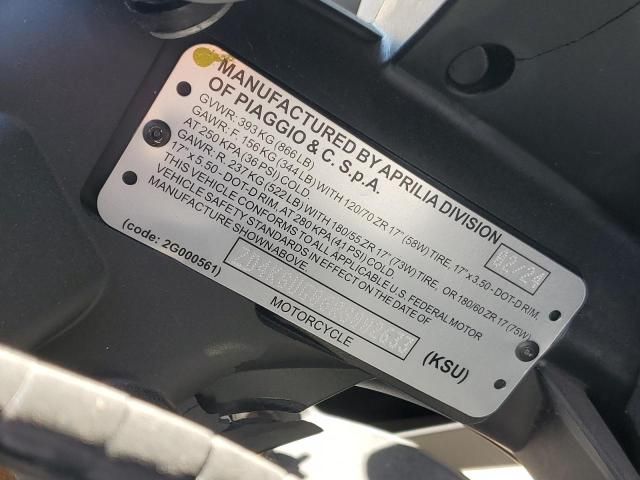 MANUFACTURED BY APRILIA DIVISION
OF PIAGGIO & C. S.p.A.
GVWR: 393 KG (866 LB)
GAWR: F. 156 KG (344 LB) WITH 120/70 ZR 17" (58W) TIRE, 17" x 3.50 - DOT-D RIM.
AT 250 KPA (36 PSI) COLD.
GAWR: R. 237 KG (522 LB) WITH 180/55 ZR 17" (73W) TIRE, OR 180/60 ZR 17 (75W)
17" x 5.50 - DOT-D RIM, AT 280 KPA (41 PSI) COLD.
THIS VEHICLE CONFORMS TO ALL APPLICABLE U.S. FEDERAL MOTOR
VEHICLE SAFETY STANDARDS IN EFFECT ON THE DATE OF
MANUFACTURE SHOWN ABOVE.
02/24
(code: 2G000561)
MOTORCYCLE
(KSU)